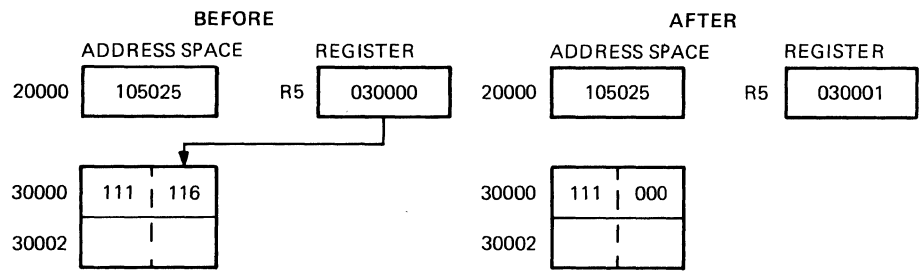 BEFORE AFTER
ADDRESS SPACE REGISTER ADDRESS SPACE REGISTER
20000 105025 R5 030000 20000 105025 R5 030001
30000 111 116 30000 111 000
30002 30002